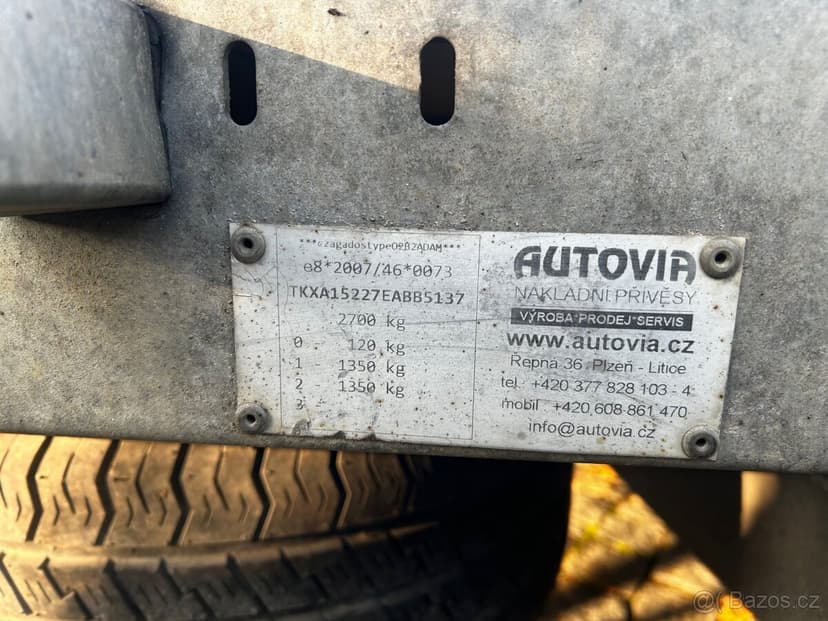 ***czagadostypeO2B2ADAM***
e8*2007/46*0073
TKXA15227EABB5137
2700 kg
0 - 120 kg
1 - 1350 kg
2 - 1350 kg
3 -
AUTOVIA
NÁKLADNÍ PŘÍVĚSY
VÝROBA*PRODEJ*SERVIS
www.autovia.cz
Řepná 36, Plzeň - Litice
tel.: +420 377 828 103 - 4
mobil : +420 608 861 470
info@autovia.cz
@( Bazos.cz